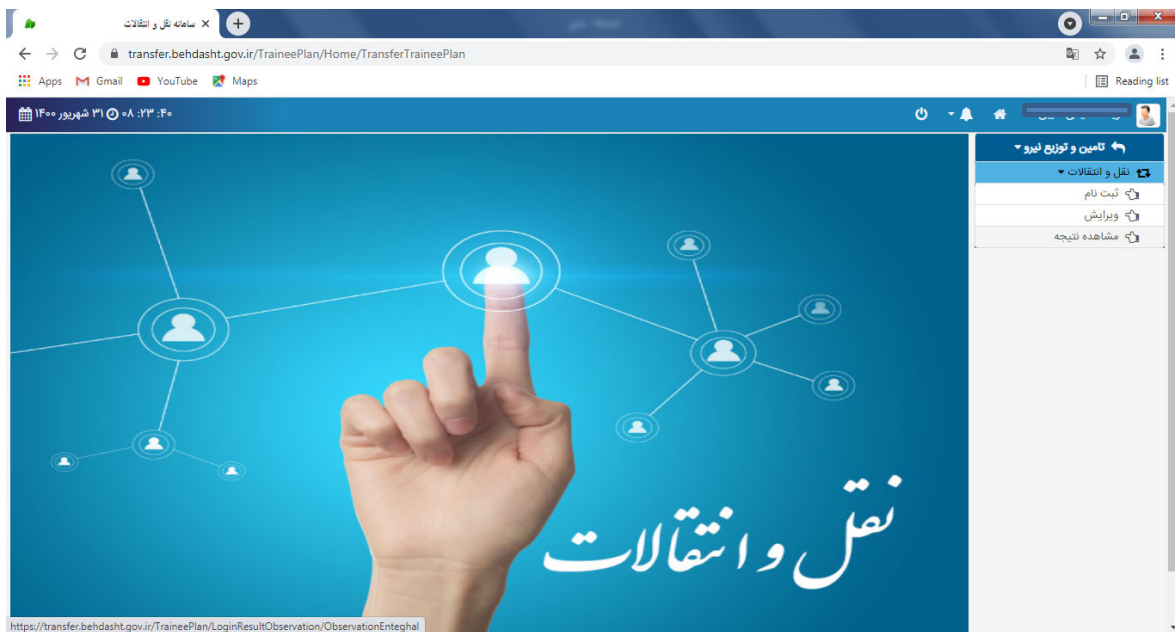 سامانه نقل و انتقالات
transfer.behdasht.gov.ir/TraineePlan/Home/TransferTraineePlan
Apps Gmail YouTube Maps Reading list
۳۱ شهریور ۱۴۰۰ ۰۸ :۲۳ :۴۰
تامین و توزیع نیرو
نقل و انتقالات
ثبت نام
ویرایش
مشاهده نتیجه
نقل و انتقالات
https://transfer.behdasht.gov.ir/TraineePlan/LoginResultObservation/ObservationEnteghal